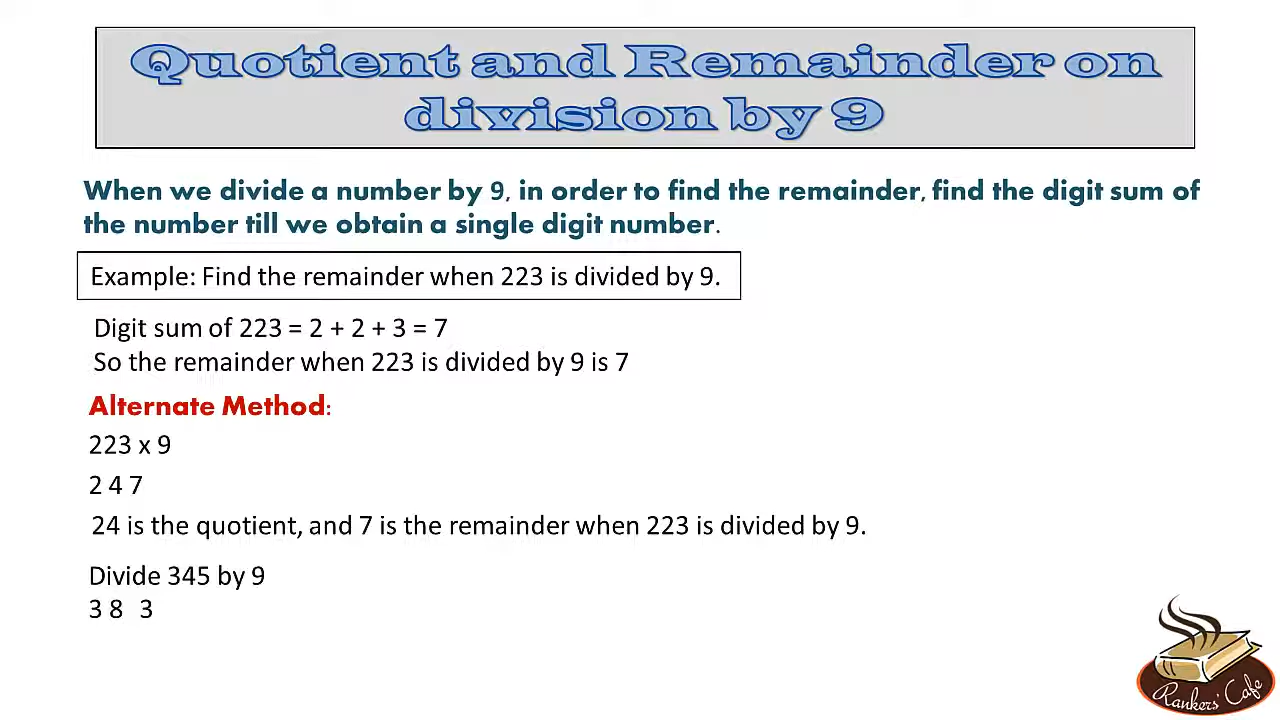 Quotient and Remainder on
division by 9
When we divide a number by 9, in order to find the remainder, find the digit sum of
the number till we obtain a single digit number.
Example: Find the remainder when 223 is divided by 9.
Digit sum of 223 = 2 + 2 + 3 = 7
So the remainder when 223 is divided by 9 is 7
Alternate Method:
223 x 9
2 4 7
24 is the quotient, and 7 is the remainder when 223 is divided by 9.
Divide 345 by 9
3 8 3
Rankers' Cafe